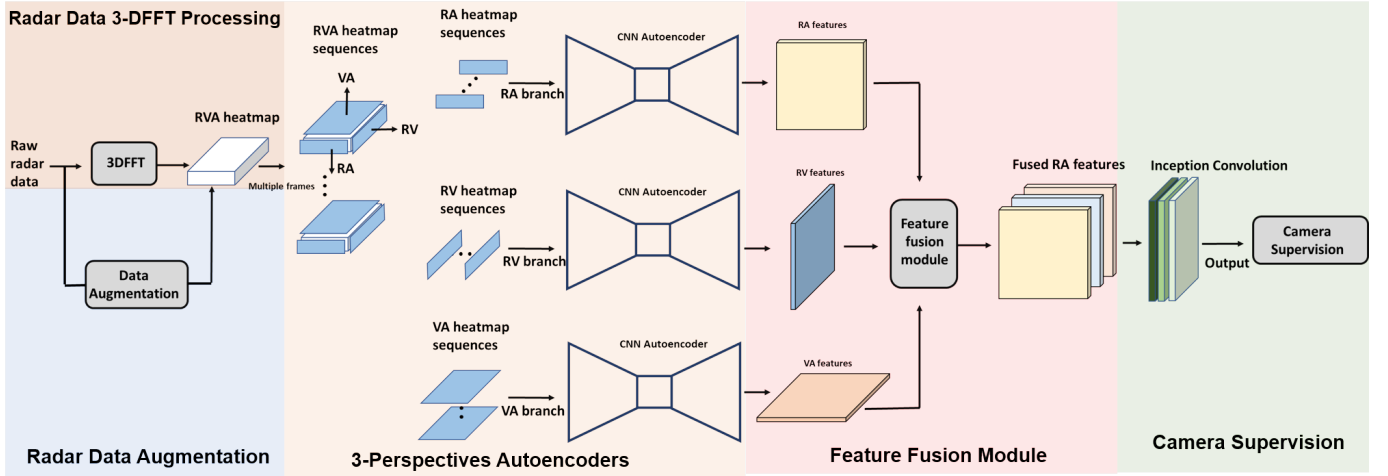 Radar Data 3-DFFT Processing
Raw
radar
data
3DFFT
RVA heatmap
Multiple frames
Data
Augmentation
Radar Data Augmentation
RVA heatmap
sequences
VA
RV
RA
RA heatmap
sequences
RA branch
CNN Autoencoder
RV heatmap
sequences
RV branch
CNN Autoencoder
VA heatmap
sequences
VA branch
CNN Autoencoder
3-Perspectives Autoencoders
RA features
RV features
VA features
Feature
fusion
module
Fused RA features
Feature Fusion Module
Inception Convolution
Output
Camera
Supervision
Camera Supervision